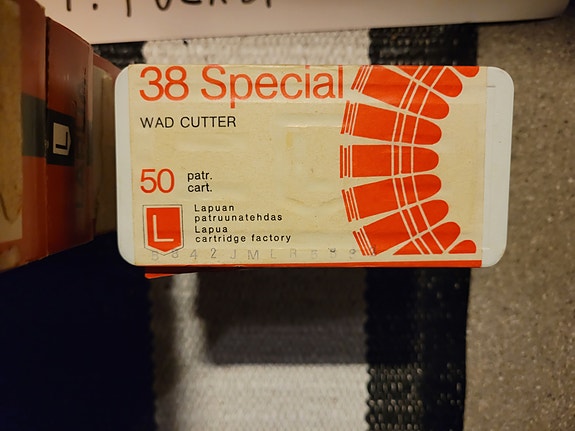 38 Special
WAD CUTTER
50 patr.
cart.
L
Lapuan
patruunatehdas
Lapua
cartridge factory
L